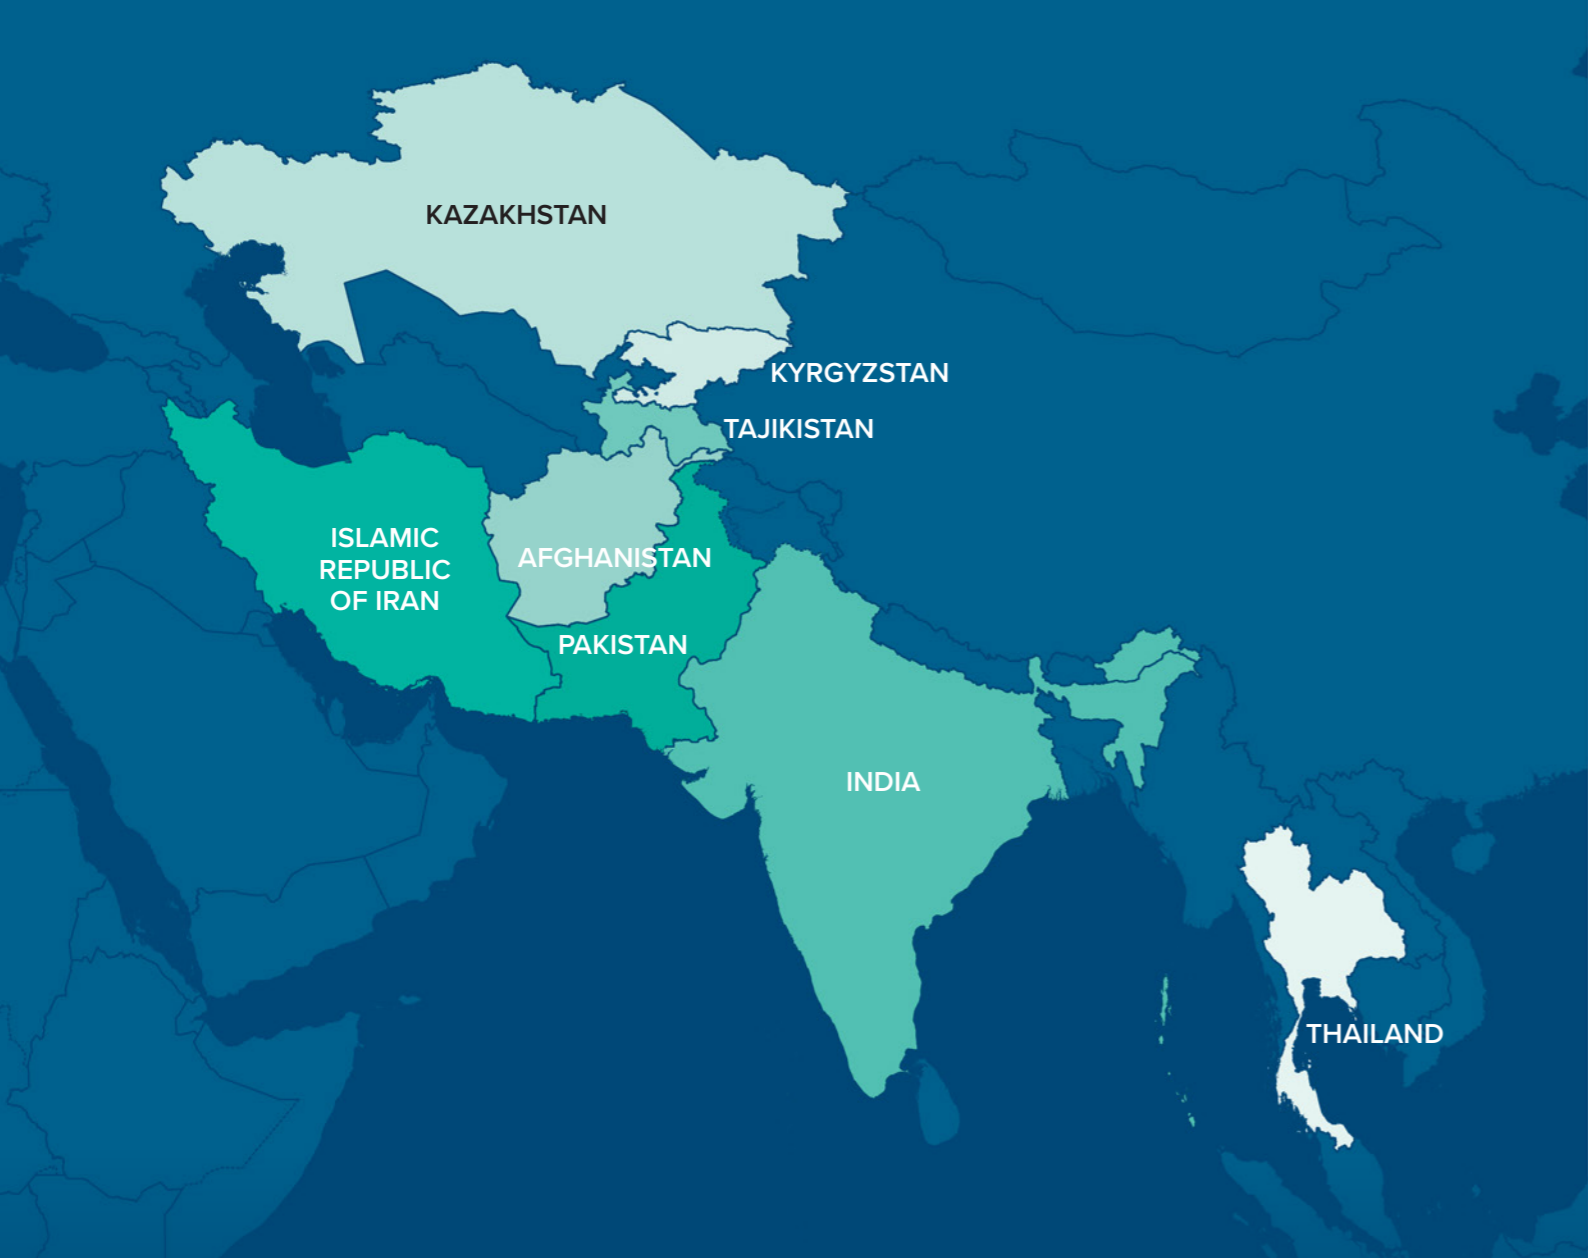 KAZAKHSTAN
KYRGYZSTAN
TAJIKISTAN
ISLAMIC
REPUBLIC
OF IRAN
AFGHANISTAN
PAKISTAN
INDIA
THAILAND